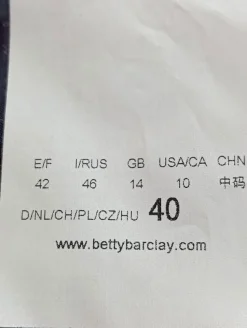 E/F I/RUS GB USA/CA CHN
42 46 14 10 中码
D/NL/CH/PL/CZ/HU 40
www.bettybarclay.com